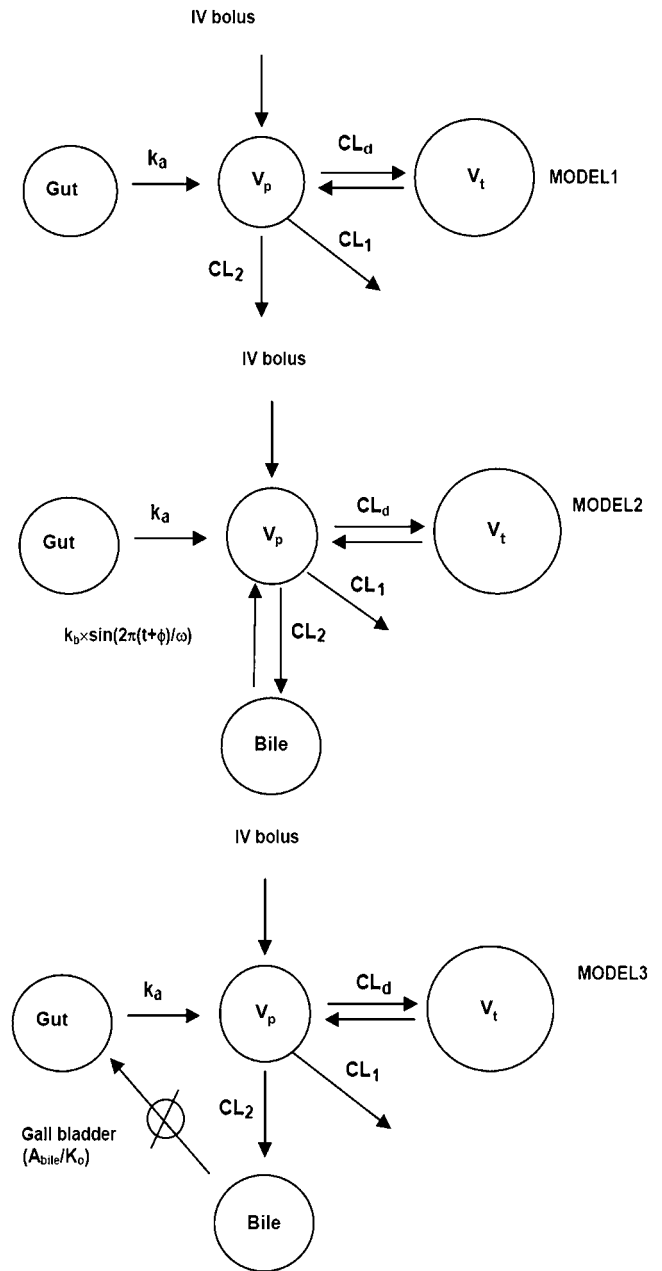 IV bolus
Gut
ka
Vp
CLd
Vt
MODEL1
CL1
CL2
IV bolus
Gut
ka
Vp
CLd
Vt
MODEL2
CL1
CL2
kb×sin(2π(t+ϕ)/ω)
Bile
IV bolus
Gut
ka
Vp
CLd
Vt
MODEL3
CL1
CL2
Gall bladder
(Abile/Ko)
Bile